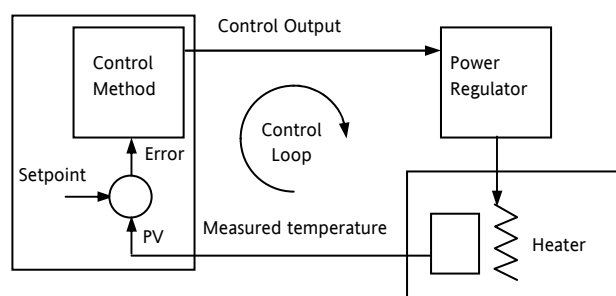 Control Output
Control
Method
Power
Regulator
Control
Loop
Error
Setpoint
PV
Measured temperature
Heater